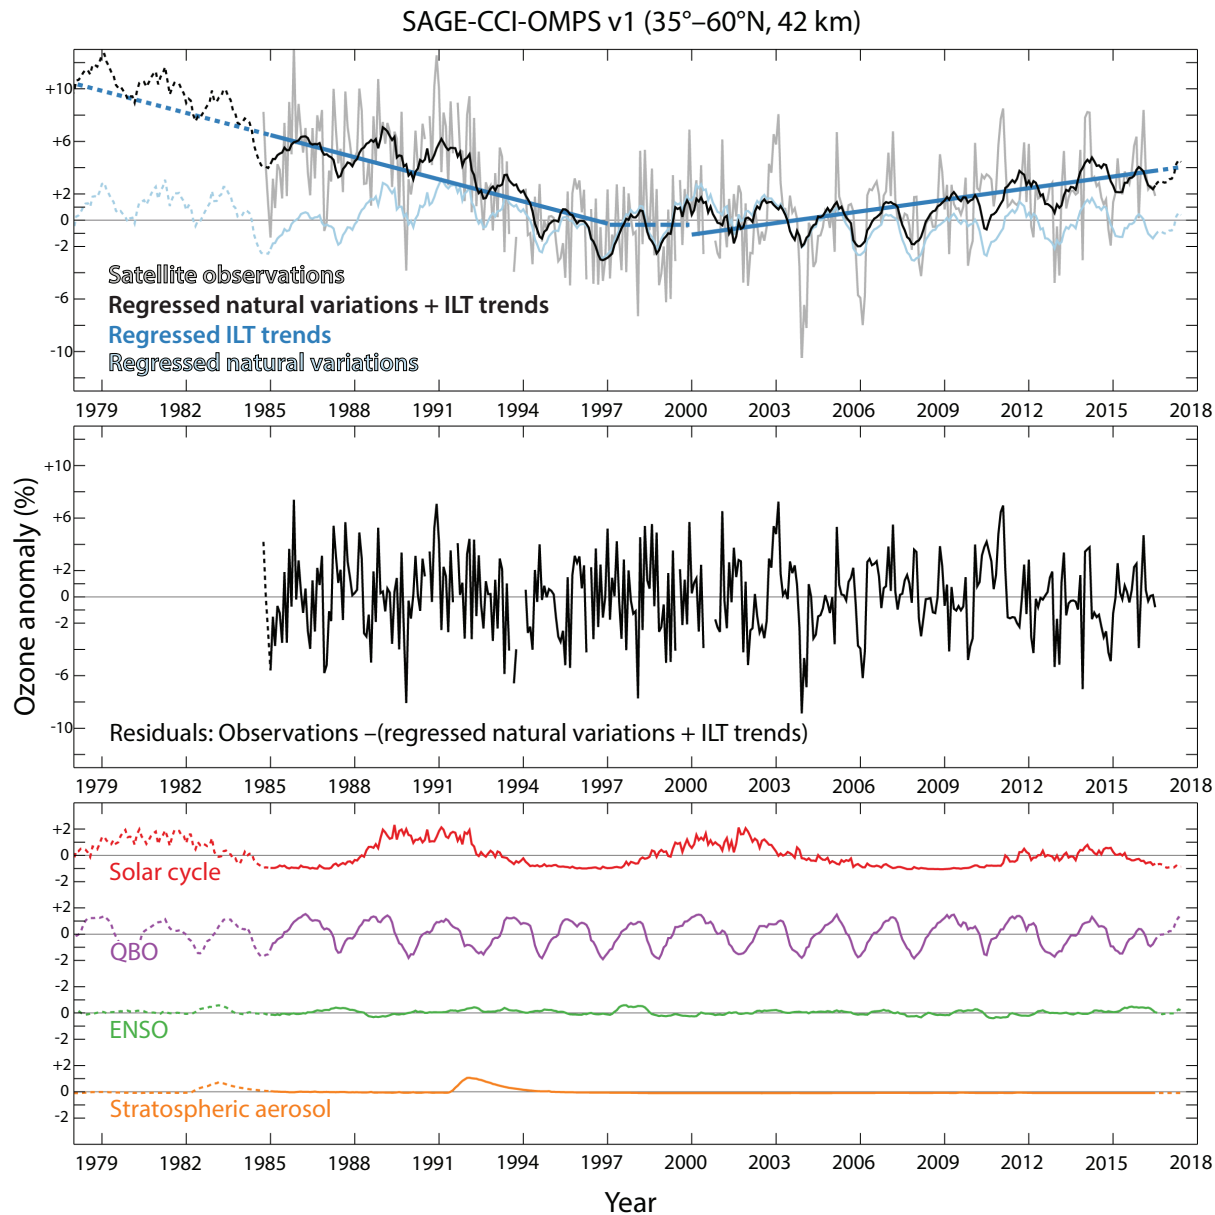 SAGE-CCI-OMPS v1 (35°–60°N, 42 km)
+10
+6
+2
0
-2
-6
-10
Satellite observations
Regressed natural variations + ILT trends
Regressed ILT trends
Regressed natural variations
1979 1982 1985 1988 1991 1994 1997 2000 2003 2006 2009 2012 2015 2018
Ozone anomaly (%)
+10
+6
+2
0
-2
-6
-10
Residuals: Observations –(regressed natural variations + ILT trends)
1979 1982 1985 1988 1991 1994 1997 2000 2003 2006 2009 2012 2015 2018
+2
0
-2
Solar cycle
+2
0
-2
QBO
-2
0
-2
ENSO
+2
0
-2
Stratospheric aerosol
1979 1982 1985 1988 1991 1994 1997 2000 2003 2006 2009 2012 2015 2018
Year